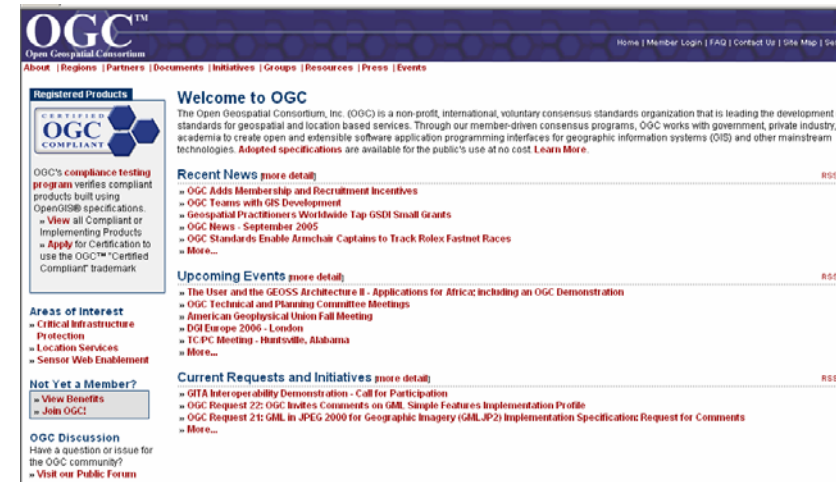 OGC™
Open Geospatial Consortium
Home | Member Login | FAQ | Contact Us | Site Map |
About | Regions | Partners | Documents | Initiatives | Groups | Resources | Press | Events
Registered Products
CERTIFIED
OGC
COMPLIANT
OGC's compliance testing
program verifies compliant
products built using
OpenGIS® specifications.
» View all Compliant or
Implementing Products
» Apply for Certification to
use the OGC™ "Certified
Compliant" trademark
Areas of Interest
» Critical Infrastructure
Protection
» Location Services
» Sensor Web Enablement
Not Yet a Member?
» View Benefits
» Join OGC!
OGC Discussion
Have a question or issue for
the OGC community?
» Visit our Public Forum
Welcome to OGC
The Open Geospatial Consortium, Inc. (OGC) is a non-profit, international, voluntary consensus standards organization that is leading the development
standards for geospatial and location based services. Through our member-driven consensus programs, OGC works with government, private industry,
academia to create open and extensible software application programming interfaces for geographic information systems (GIS) and other mainstream
technologies. Adopted specifications are available for the public's use at no cost Learn More.
Recent News (more detail) RSS
» OGC Adds Membership and Recruitment Incentives
» OGC Teams with GIS Development
» Geospatial Practitioners Worldwide Tap GSDI Small Grants
» OGC News - September 2005
» OGC Standards Enable Armchair Captains to Track Rolex Fastnet Races
» More...
Upcoming Events (more detail) RSS
» The User and the GEOSS Architecture II - Applications for Africa; including an OGC Demonstration
» OGC Technical and Planning Committee Meetings
» American Geophysical Union Fall Meeting
» DGI Europe 2006 - London
» TC/PC Meeting - Huntsville, Alabama
» More...
Current Requests and Initiatives (more detail) RSS
» GITA Interoperability Demonstration - Call for Participation
» OGC Request 22: OGC Invites Comments on GML Simple Features Implementation Profile
» OGC Request 21: GML in JPEG 2000 for Geographic Imagery (GMLJP2) Implementation Specification: Request for Comments
» More...